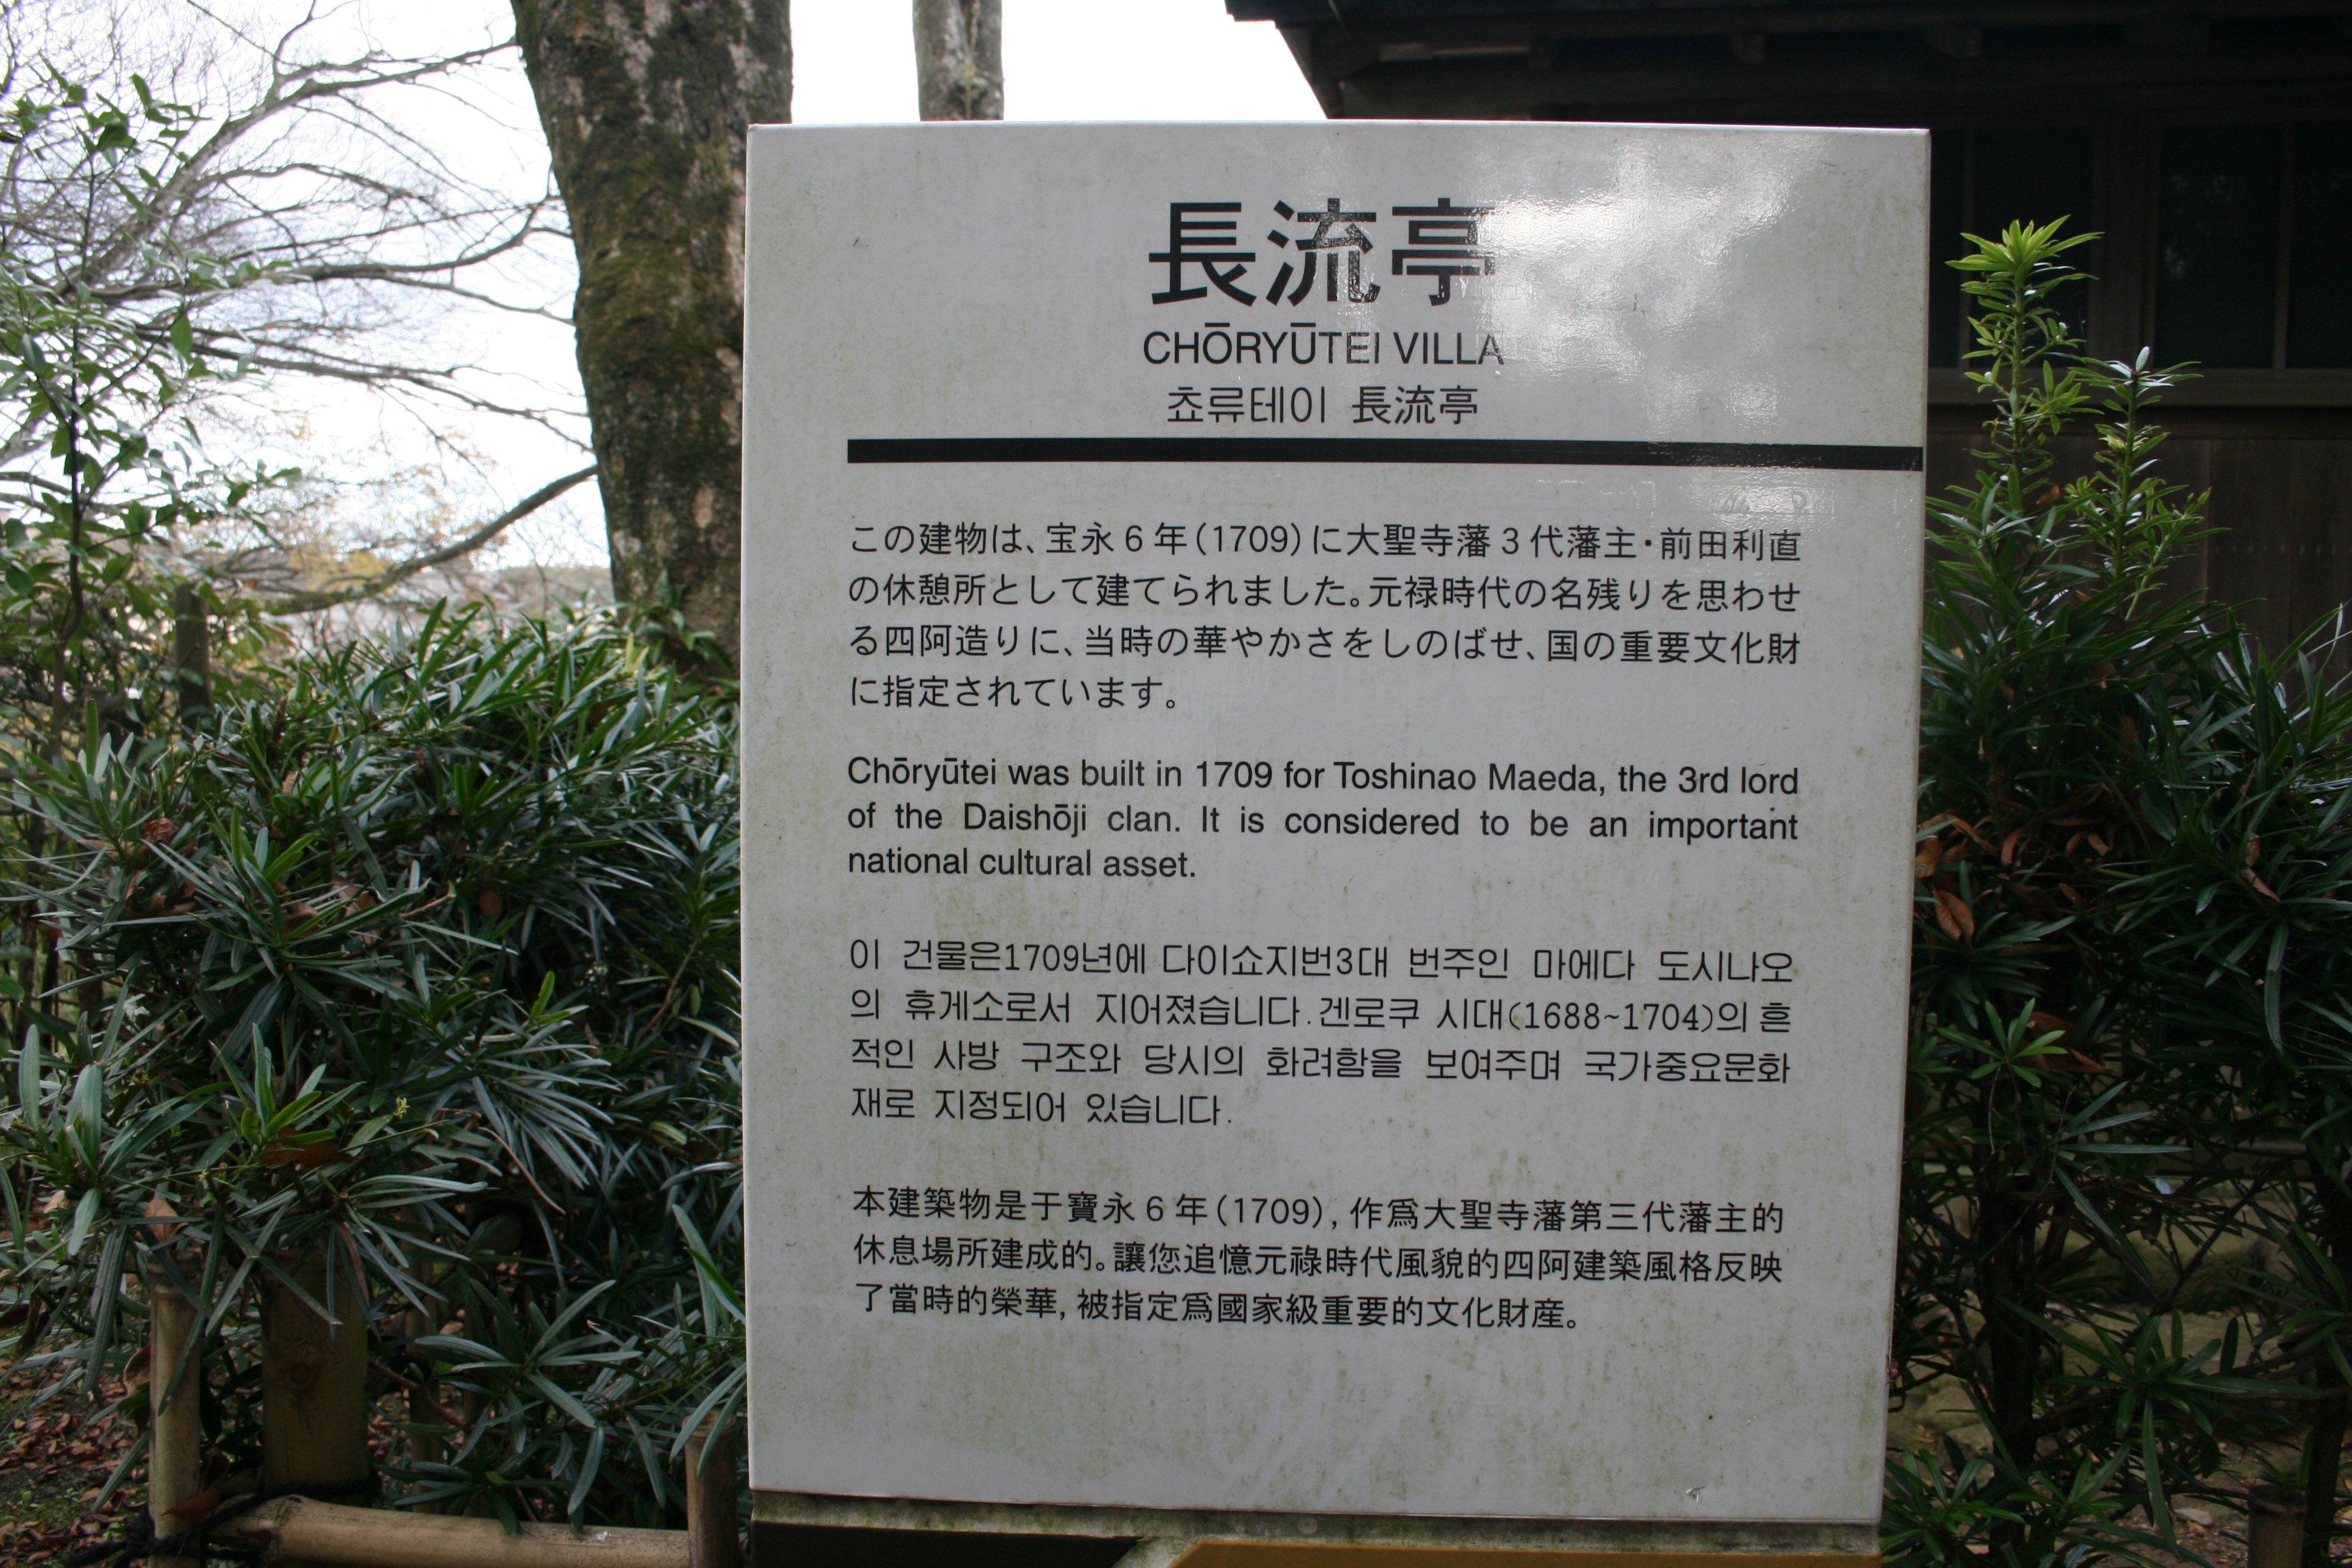 長流亭
CHŌRYŪTEI VILLA
쵸류테이 長流亭
この建物は、宝永6年(1709)に大聖寺藩3代藩主・前田利直
の休憩所として建てられました。元禄時代の名残りを思わせ
る四阿造りに、当時の華やかさをしのばせ、国の重要文化財
に指定されています。
Chōryūtei was built in 1709 for Toshinao Maeda, the 3rd lord
of the Daishōji clan. It is considered to be an important
national cultural asset.
이 건물은1709년에 다이쇼지번3대 번주인 마에다 도시나오
의 휴게소로서 지어졌습니다.겐로쿠 시대(1688~1704)의 흔
적인 사방 구조와 당시의 화려함을 보여주며 국가중요문화
재로 지정되어 있습니다.
本建築物是于寶永6年(1709),作爲大聖寺藩第三代藩主的
休息場所建成的。讓您追憶元祿時代風貌的四阿建築風格反映
了當時的榮華,被指定爲國家級重要的文化財産。